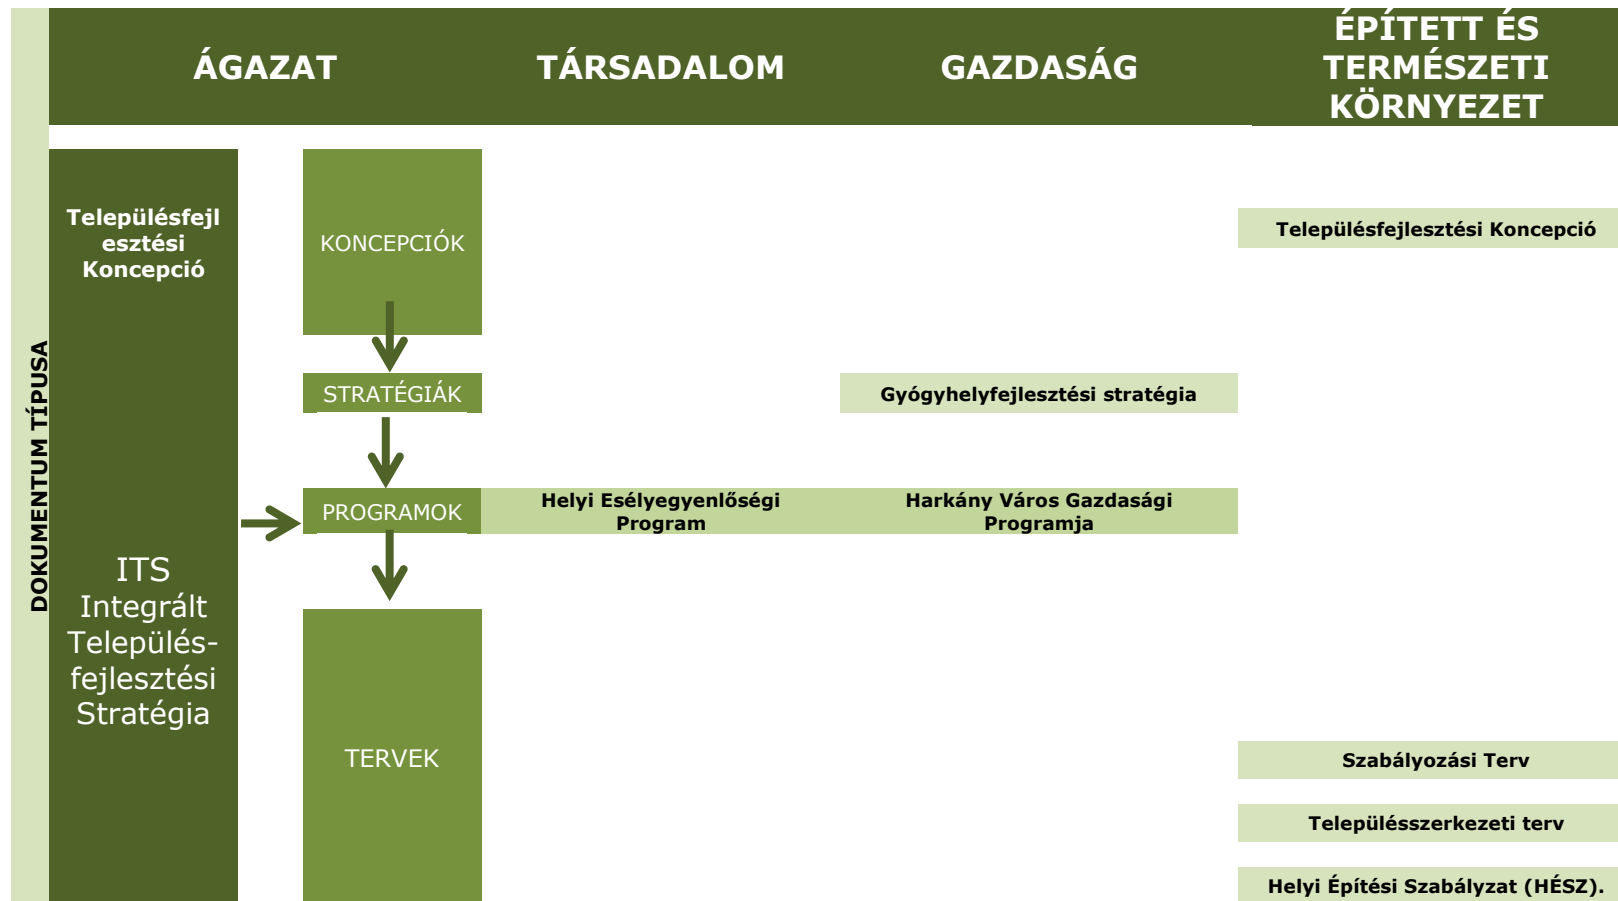 ÁGAZAT
TÁRSADALOM
GAZDASÁG
ÉPÍTETT ÉS
TERMÉSZETI
KÖRNYEZET
DOKUMENTUM TÍPUSA
Településfejl
esztési
Koncepció
KONCEPCIÓK
Településfejlesztési Koncepció
STRATÉGIÁK
Gyógyhelyfejlesztési stratégia
PROGRAMOK
Helyi Esélyegyenlőségi
Program
Harkány Város Gazdasági
Programja
ITS
Integrált
Település-
fejlesztési
Stratégia
TERVEK
Szabályozási Terv
Településszerkezeti terv
Helyi Építési Szabályzat (HÉSZ).